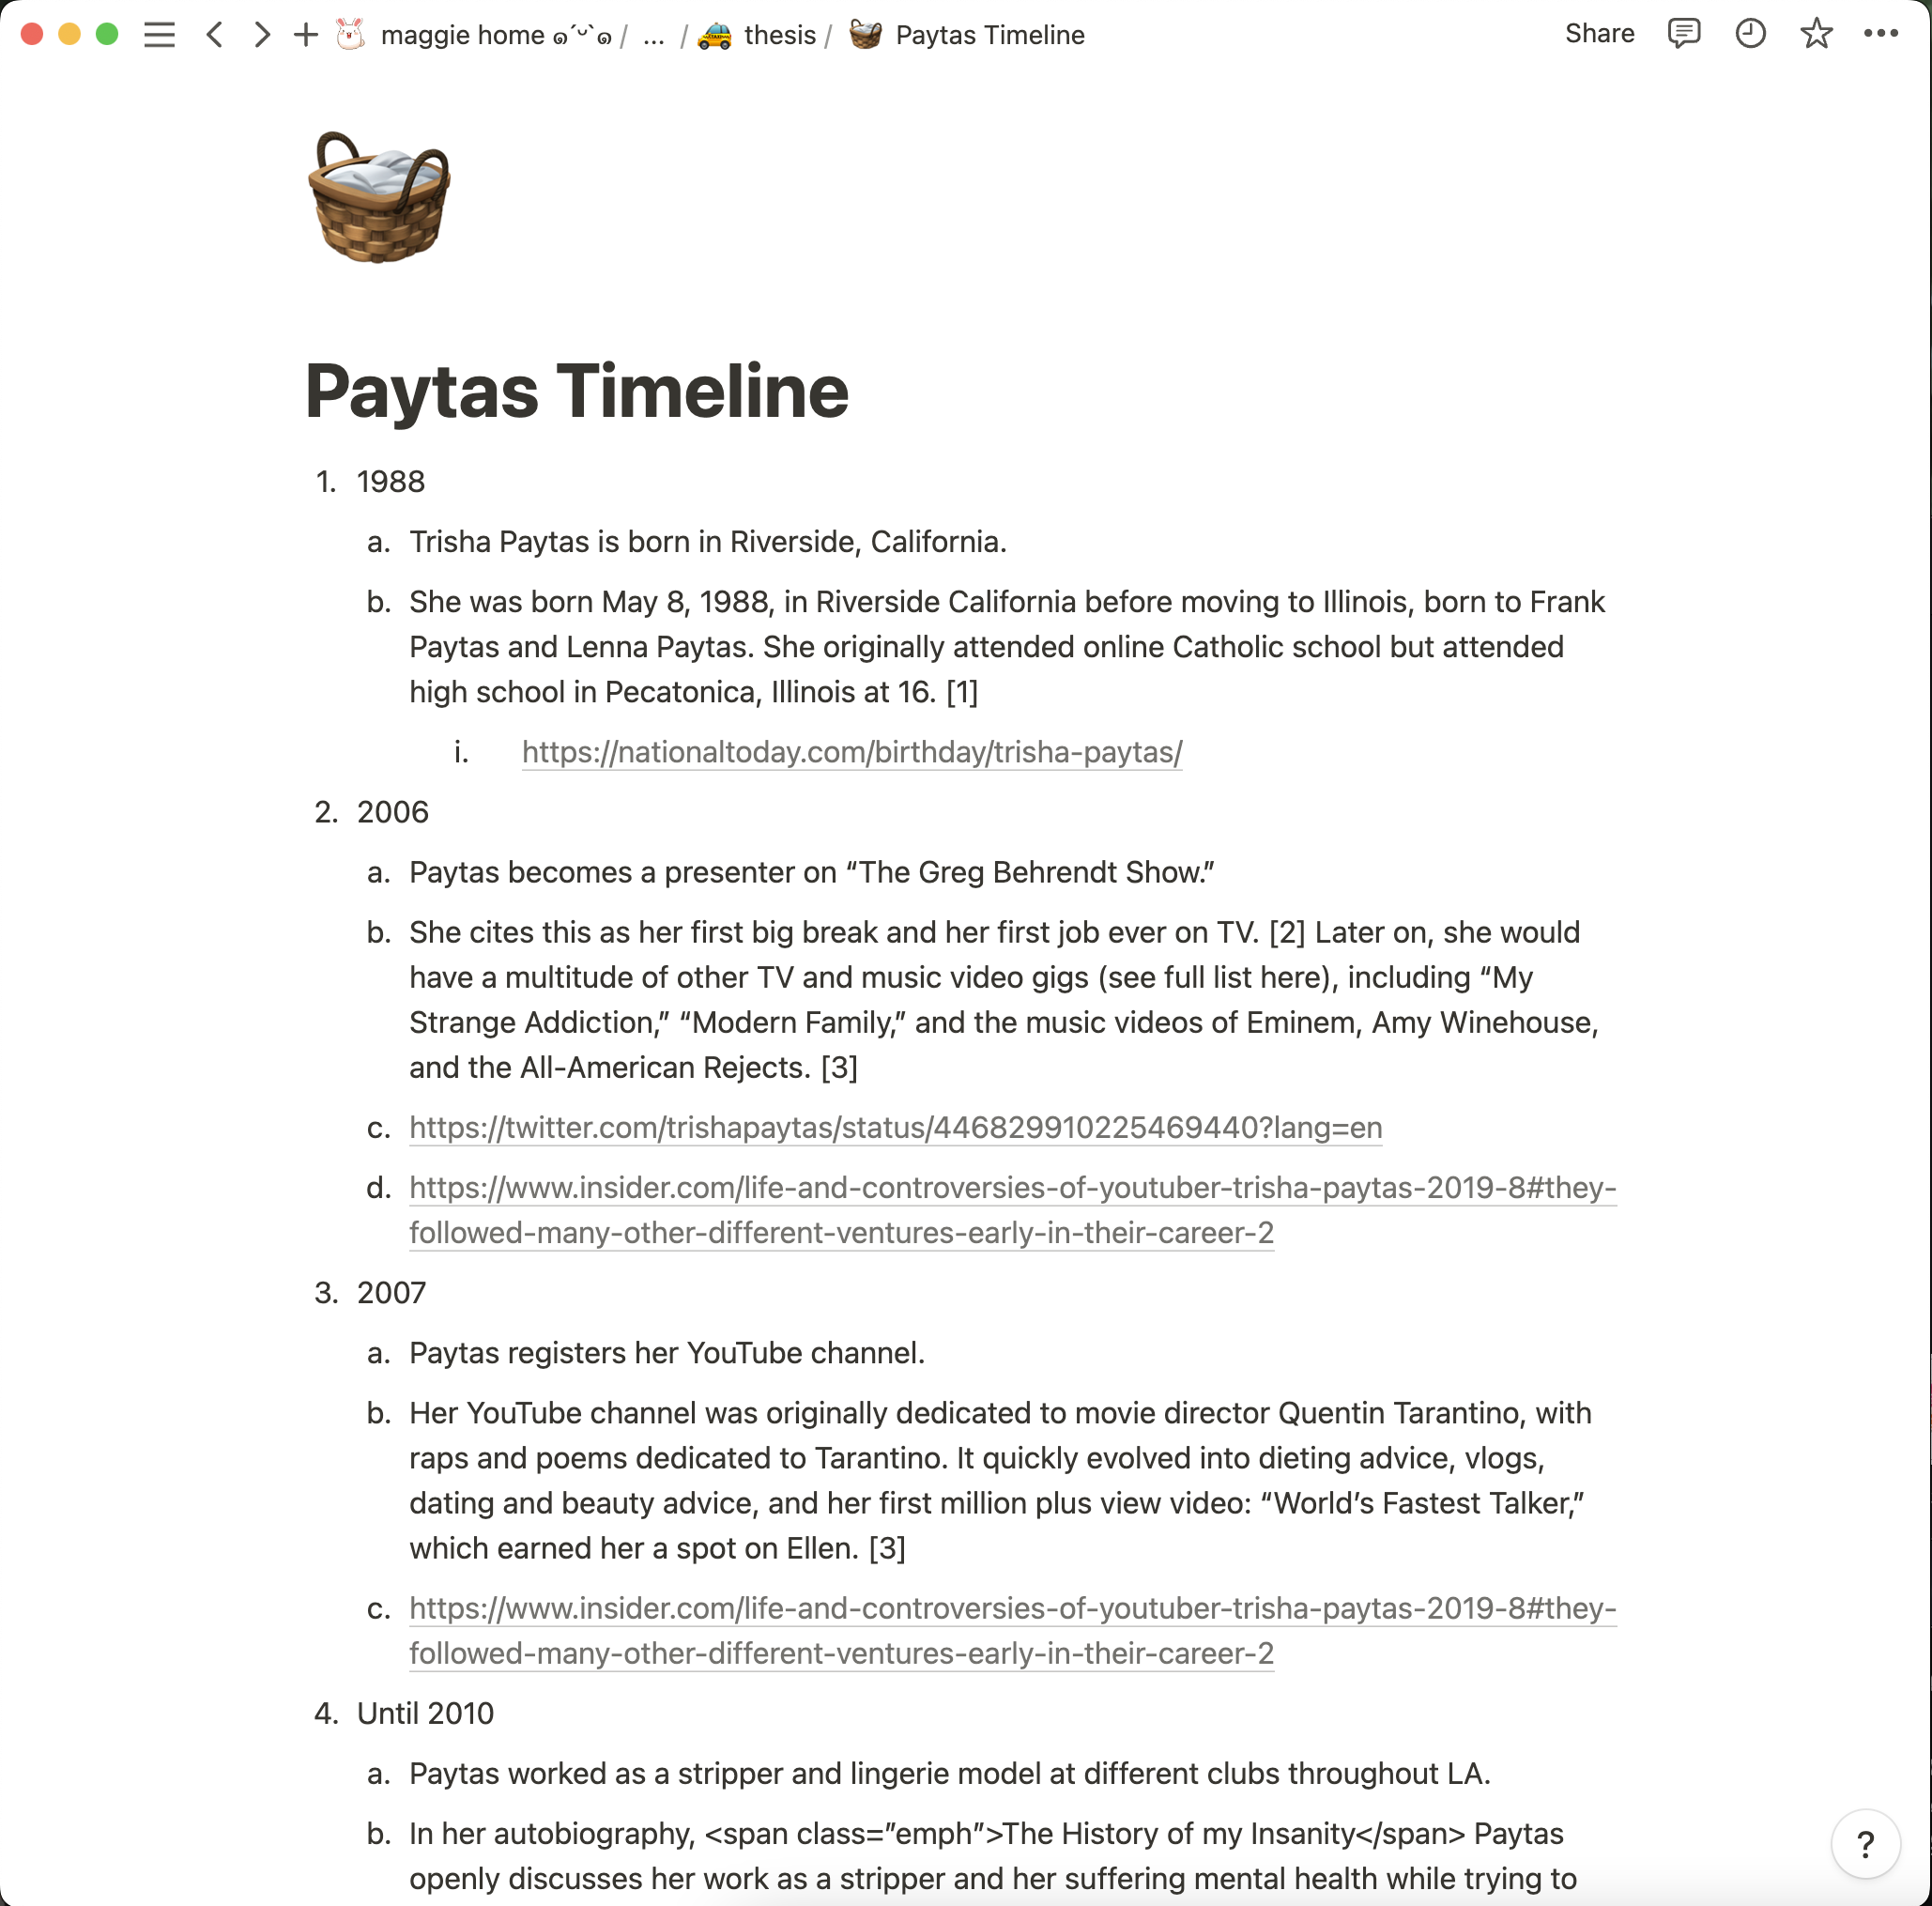 maggie home ๑´ᵕ`๑ / ... / thesis / Paytas Timeline Share
Paytas Timeline
1. 1988
a. Trisha Paytas is born in Riverside, California.
b. She was born May 8, 1988, in Riverside California before moving to Illinois, born to Frank
Paytas and Lenna Paytas. She originally attended online Catholic school but attended
high school in Pecatonica, Illinois at 16. [1]
i. https://nationaltoday.com/birthday/trisha-paytas/
2. 2006
a. Paytas becomes a presenter on “The Greg Behrendt Show.”
b. She cites this as her first big break and her first job ever on TV. [2] Later on, she would
have a multitude of other TV and music video gigs (see full list here), including “My
Strange Addiction,” “Modern Family,” and the music videos of Eminem, Amy Winehouse,
and the All-American Rejects. [3]
c. https://twitter.com/trishapaytas/status/446829910225469440?lang=en
d. https://www.insider.com/life-and-controversies-of-youtuber-trisha-paytas-2019-8#they-
followed-many-other-different-ventures-early-in-their-career-2
3. 2007
a. Paytas registers her YouTube channel.
b. Her YouTube channel was originally dedicated to movie director Quentin Tarantino, with
raps and poems dedicated to Tarantino. It quickly evolved into dieting advice, vlogs,
dating and beauty advice, and her first million plus view video: “World’s Fastest Talker,”
which earned her a spot on Ellen. [3]
c. https://www.insider.com/life-and-controversies-of-youtuber-trisha-paytas-2019-8#they-
followed-many-other-different-ventures-early-in-their-career-2
4. Until 2010
a. Paytas worked as a stripper and lingerie model at different clubs throughout LA.
b. In her autobiography, <span class=”emph”>The History of my Insanity</span> Paytas
openly discusses her work as a stripper and her suffering mental health while trying to
?